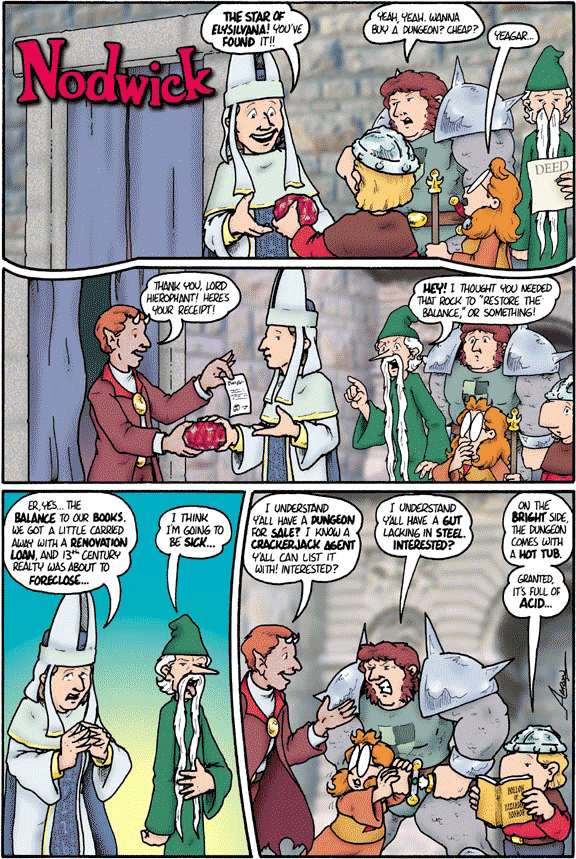 Nodwick
THE STAR OF
ELYSILVANA! YOU'VE
FOUND IT!!
YEAH, YEAH. WANNA
BUY A DUNGEON? CHEAP?
YEAGAR...
DEED
THANK YOU, LORD
HIEROPHANT! HERE'S
YOUR RECEIPT!
HEY! I THOUGHT YOU NEEDED
THAT ROCK TO "RESTORE THE
BALANCE," OR SOMETHING!
ER, YES... THE
BALANCE TO OUR BOOKS.
WE GOT A LITTLE CARRIED
AWAY WITH A RENOVATION
LOAN, AND 13TH CENTURY
REALTY WAS ABOUT TO
FORECLOSE...
I THINK
I'M GOING TO
BE SICK...
I UNDERSTAND
Y'ALL HAVE A DUNGEON
FOR SALE? I KNOW A
CRACKERJACK AGENT
Y'ALL CAN LIST IT
WITH! INTERESTED?
I UNDERSTAND
Y'ALL HAVE A GUT
LACKING IN STEEL.
INTERESTED?
ON THE
BRIGHT SIDE,
THE DUNGEON
COMES WITH
A HOT TUB.
GRANTED,
IT'S FULL OF
ACID...